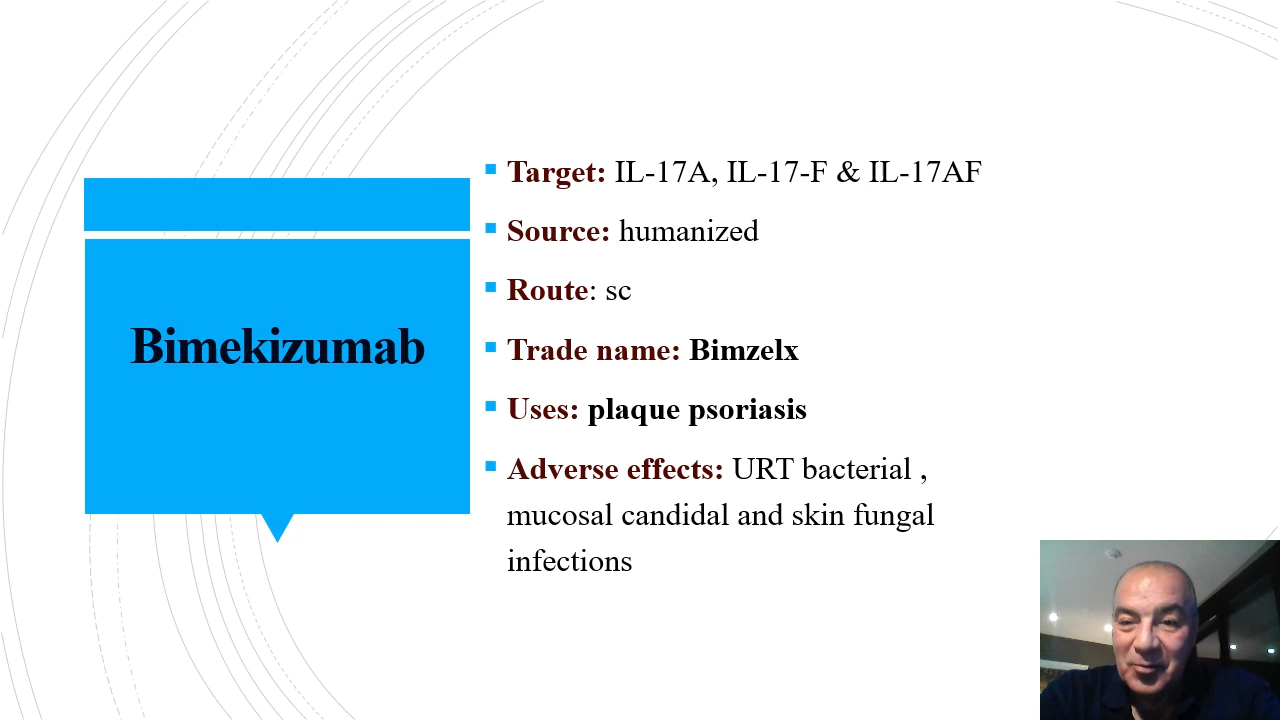 Bimekizumab
Target: IL-17A, IL-17-F & IL-17AF
Source: humanized
Route: sc
Trade name: Bimzelx
Uses: plaque psoriasis
Adverse effects: URT bacterial ,
mucosal candidal and skin fungal
infections